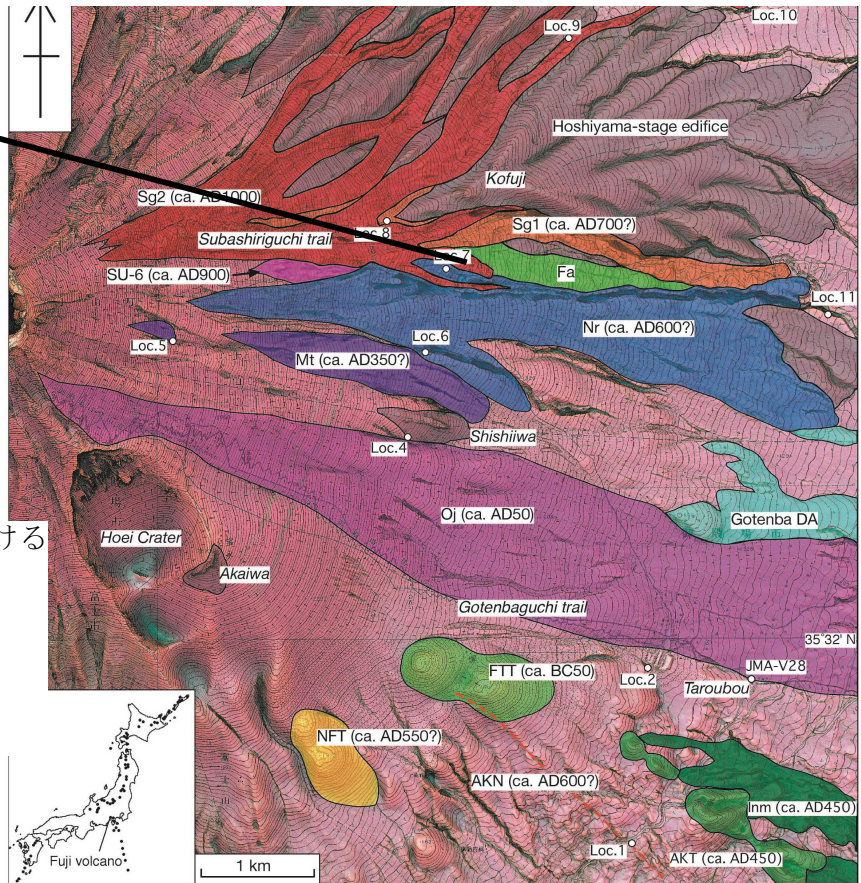 Loc.10
Loc.9
Hoshiyama-stage edifice
Kofuji
Sg2 (ca. AD1000)
Sg1 (ca. AD700?)
Loc.8
Subashiriguchi trail
Loc.7
SU-6 (ca. AD900)
Fa
Loc.11
Nr (ca. AD600?)
Loc.5
Loc.6
Mt (ca. AD350?)
Shishiiwa
Loc.4
Oj (ca. AD50)
Gotenba DA
ける
Hoei Crater
Akaiwa
Gotenbaguchi trail
35°32' N
FTT (ca. BC50)
Loc.2
JMA-V28
Taroubou
NFT (ca. AD550?)
AKN (ca. AD600?)
Inm (ca. AD450)
Loc.1
AKT (ca. AD450)
Fuji volcano
1 km